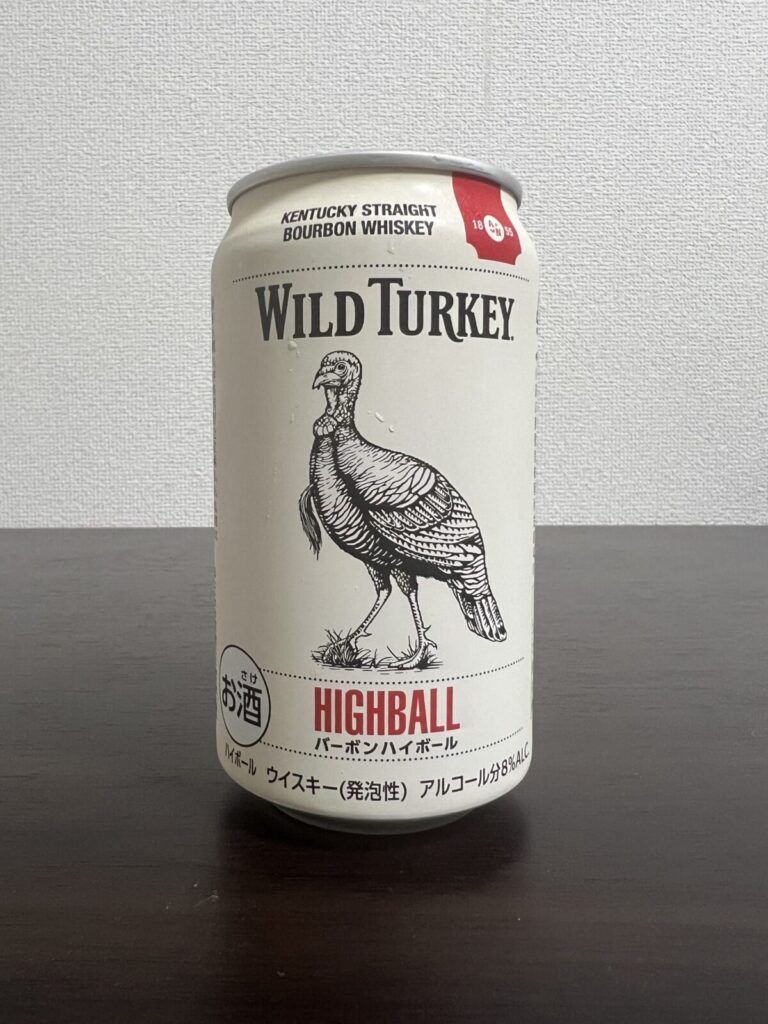 KENTUCKY STRAIGHT
BOURBON WHISKEY
18 55
WILD TURKEY
さけ
お酒
HIGHBALL
バーボンハイボール
ハイボール ウイスキー(発泡性) アルコール分8%ALC